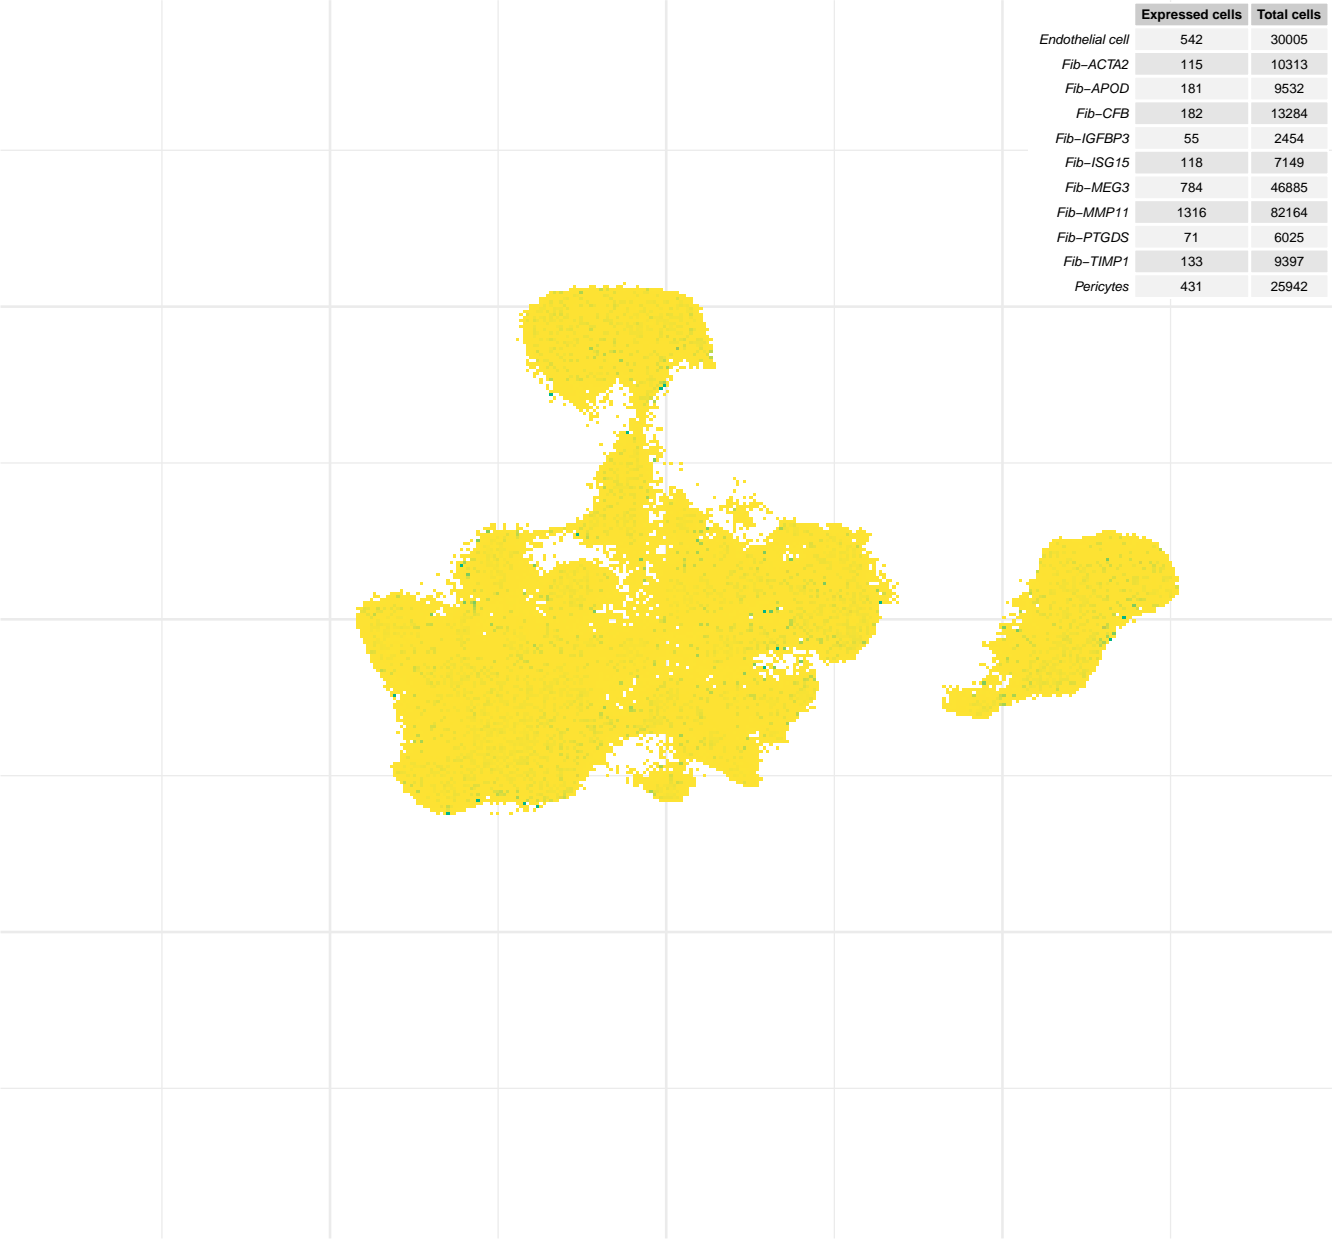 Expressed cells Total cells
Endothelial cell 542 30005
Fib−ACTA2 115 10313
Fib−APOD 181 9532
Fib−CFB 182 13284
Fib−IGFBP3 55 2454
Fib−ISG15 118 7149
Fib−MEG3 784 46885
Fib−MMP11 1316 82164
Fib−PTGDS 71 6025
Fib−TIMP1 133 9397
Pericytes 431 25942